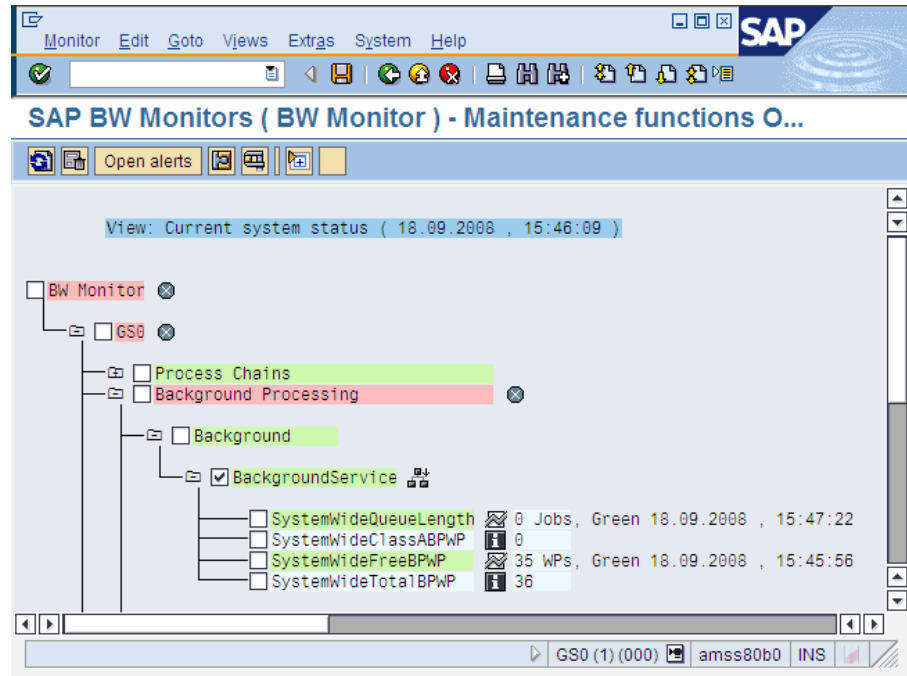 Monitor Edit Goto Views Extras System Help
SAP
SAP BW Monitors ( BW Monitor ) - Maintenance functions O...
Open alerts
View: Current system status ( 18.09.2008 , 15:46:09 )
BW Monitor
GS0
Process Chains
Background Processing
Background
BackgroundService
SystemWideQueueLength 0 Jobs, Green 18.09.2008 , 15:47:22
SystemWideClassABPWP 0
SystemWideFreeBPWP 35 WPs, Green 18.09.2008 , 15:45:56
SystemWideTotalBPWP 36
GS0 (1) (000) amss80b0 INS